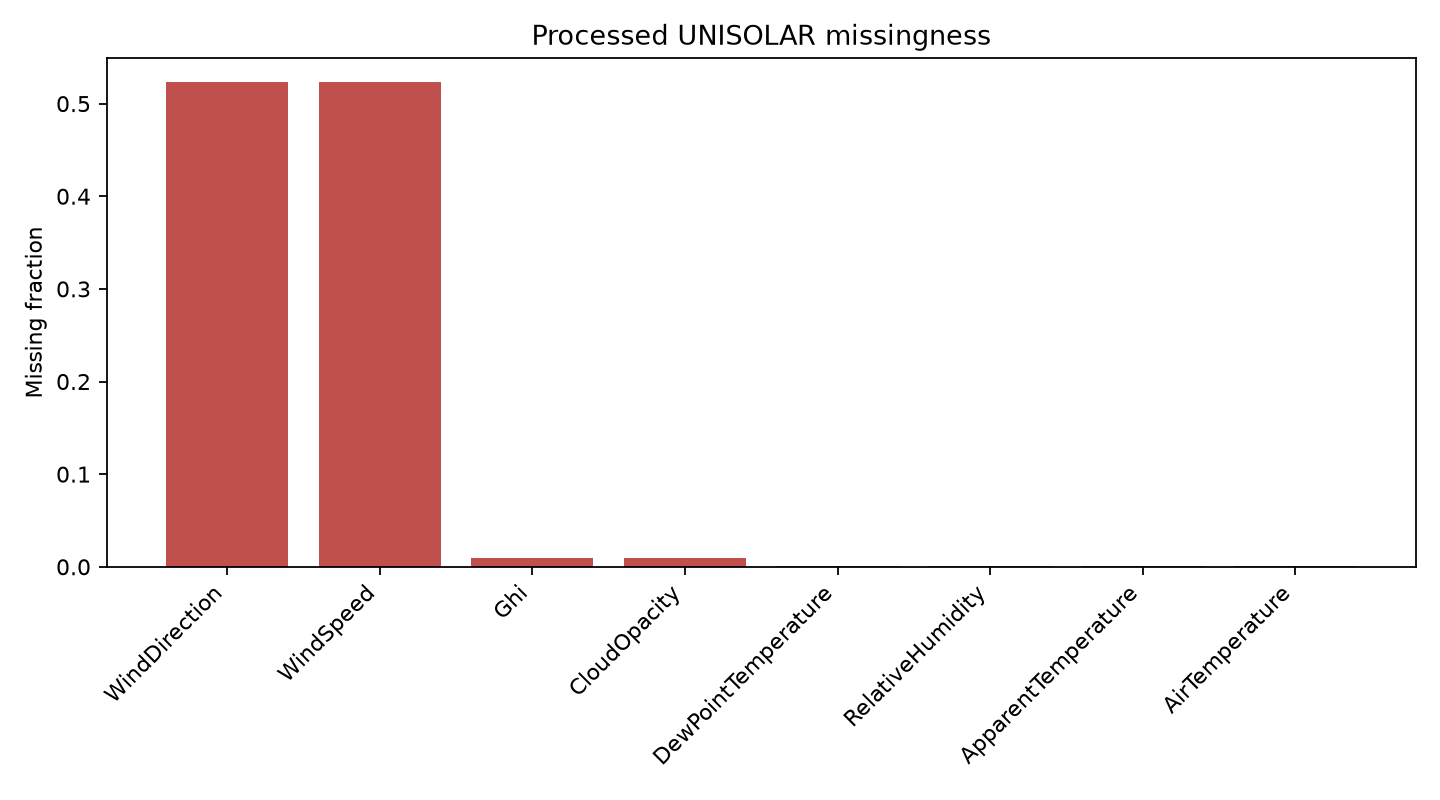 Processed UNISOLAR missingness
Missing fraction
0.5
0.4
0.3
0.2
0.1
0.0
WindDirection
WindSpeed
Ghi
CloudOpacity
DewPointTemperature
RelativeHumidity
ApparentTemperature
AirTemperature